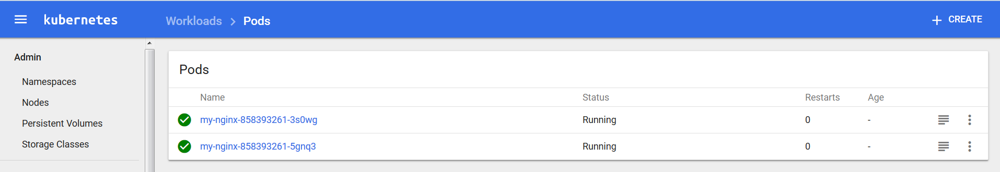 kubernetes Workloads > Pods + CREATE
Admin
Namespaces
Nodes
Persistent Volumes
Storage Classes
Pods
Name Status Restarts Age
my-nginx-858393261-3s0wg Running 0 -
my-nginx-858393261-5gnq3 Running 0 -